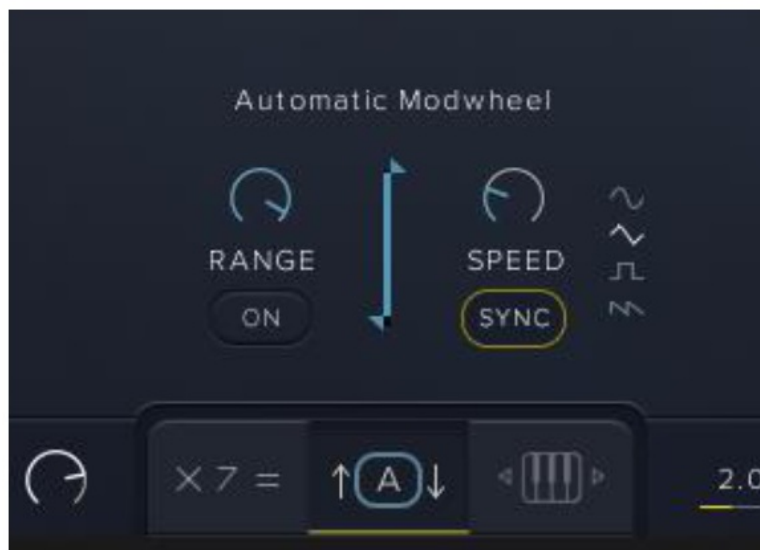 Automatic Modwheel
RANGE
SPEED
ON
SYNC
× 7 =
↑ A ↓
2.0